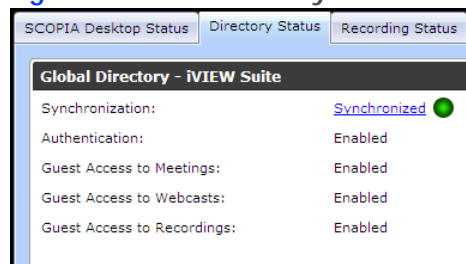 SCOPIA Desktop Status Directory Status Recording Status
Global Directory - iVIEW Suite
Synchronization: Synchronized
Authentication: Enabled
Guest Access to Meetings: Enabled
Guest Access to Webcasts: Enabled
Guest Access to Recordings: Enabled